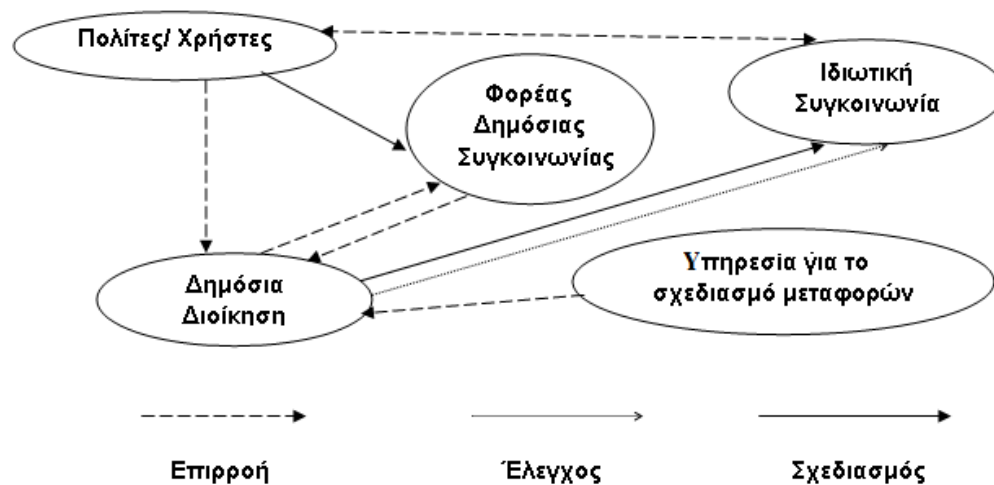 Πολίτες/ Χρήστες
Φορέας
Δημόσιας
Συγκοινωνίας
Ιδιωτική
Συγκοινωνία
Δημόσια
Διοίκηση
Υπηρεσία για το
σχεδιασμό μεταφορών
Επιρροή
Έλεγχος
Σχεδιασμός